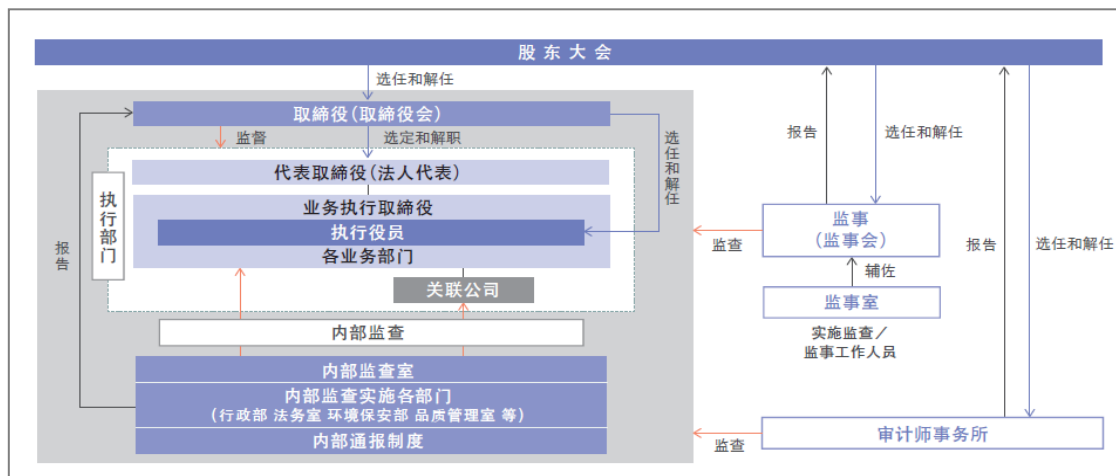 股东大会
选任和解任
取締役(取締役会)
监督
选定和解职
选任和解任
代表取締役(法人代表)
执行部门
业务执行取締役
执行役员
各业务部门
关联公司
报告
内部监查
内部监查室
内部监查实施各部门
(行政部 法务室 环境保安部 品质管理室 等)
内部通报制度
报告
选任和解任
监查
监事
(监事会)
辅佐
监事室
实施监查／
监事工作人员
报告
选任和解任
监查
审计师事务所